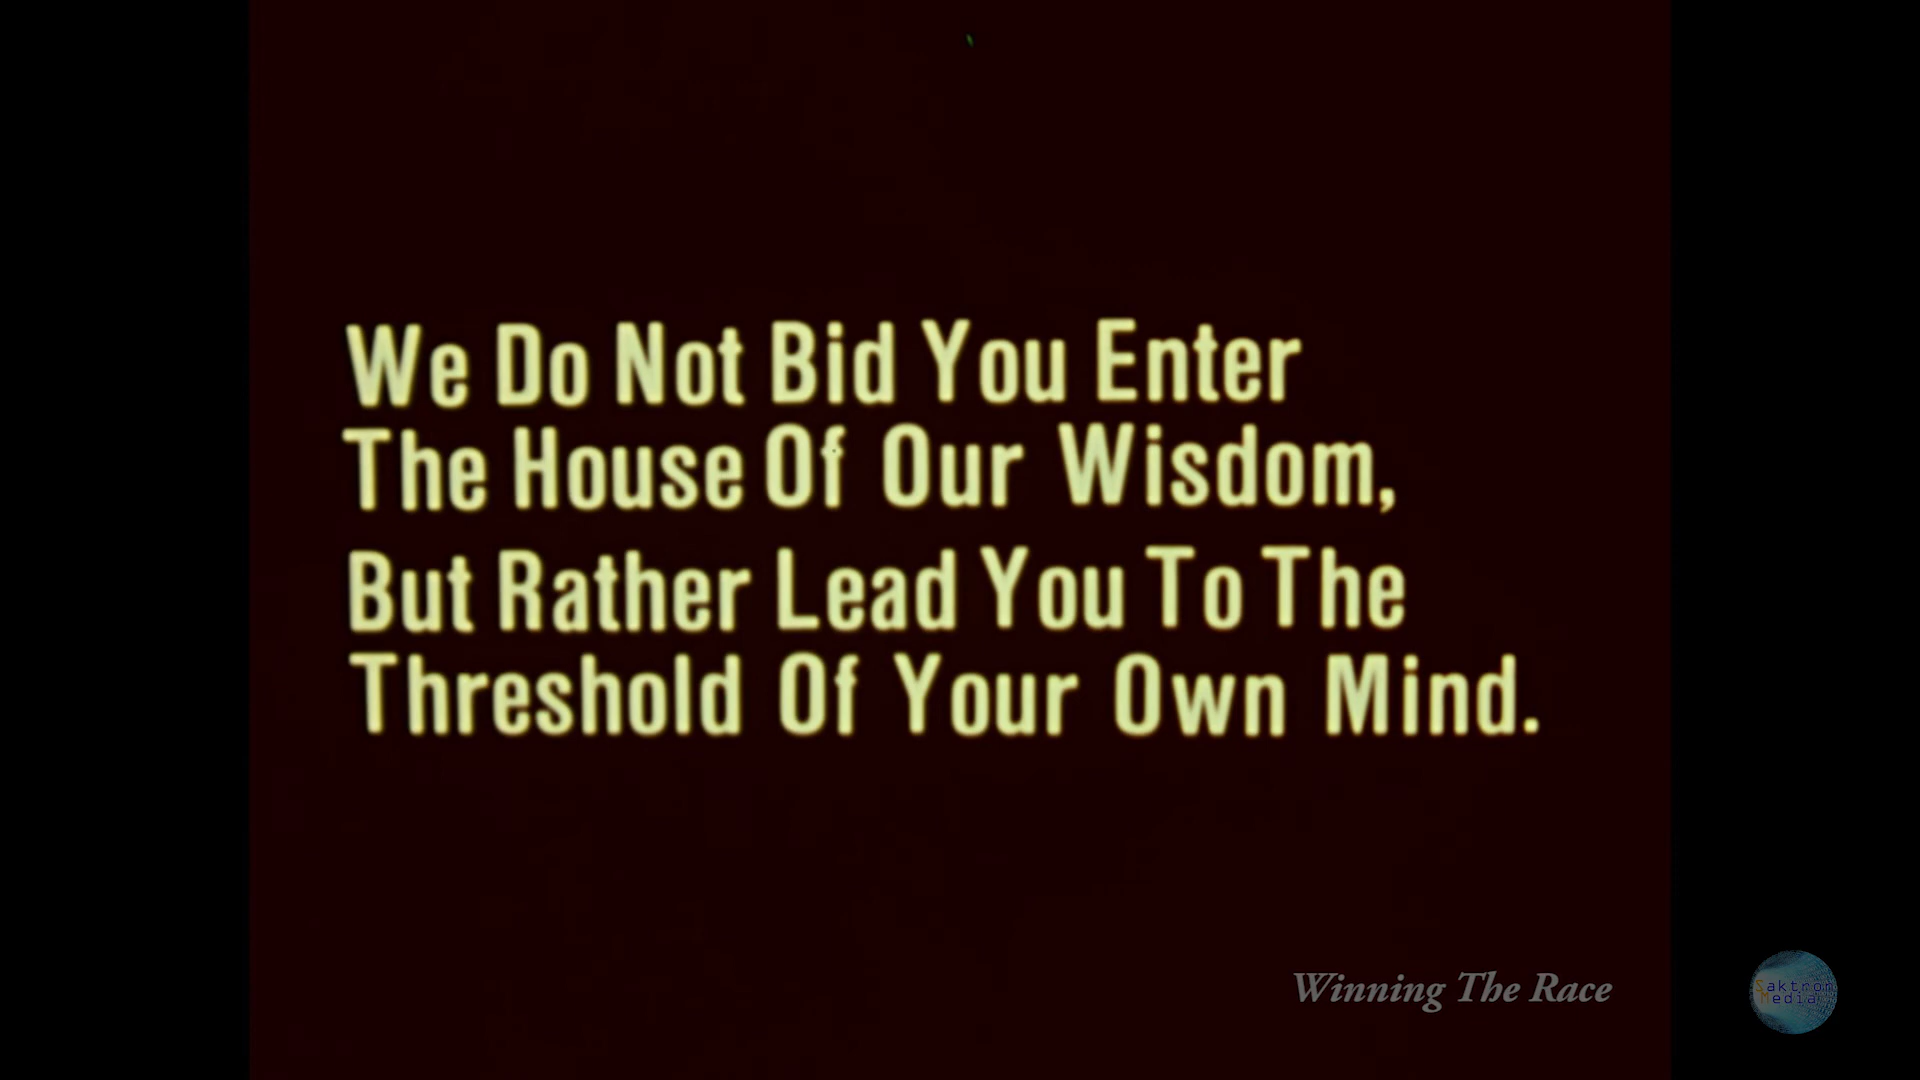 We Do Not Bid You Enter
The House Of Our Wisdom,
But Rather Lead You To The
Threshold Of Your Own Mind.
Winning The Race
Saktron
Media